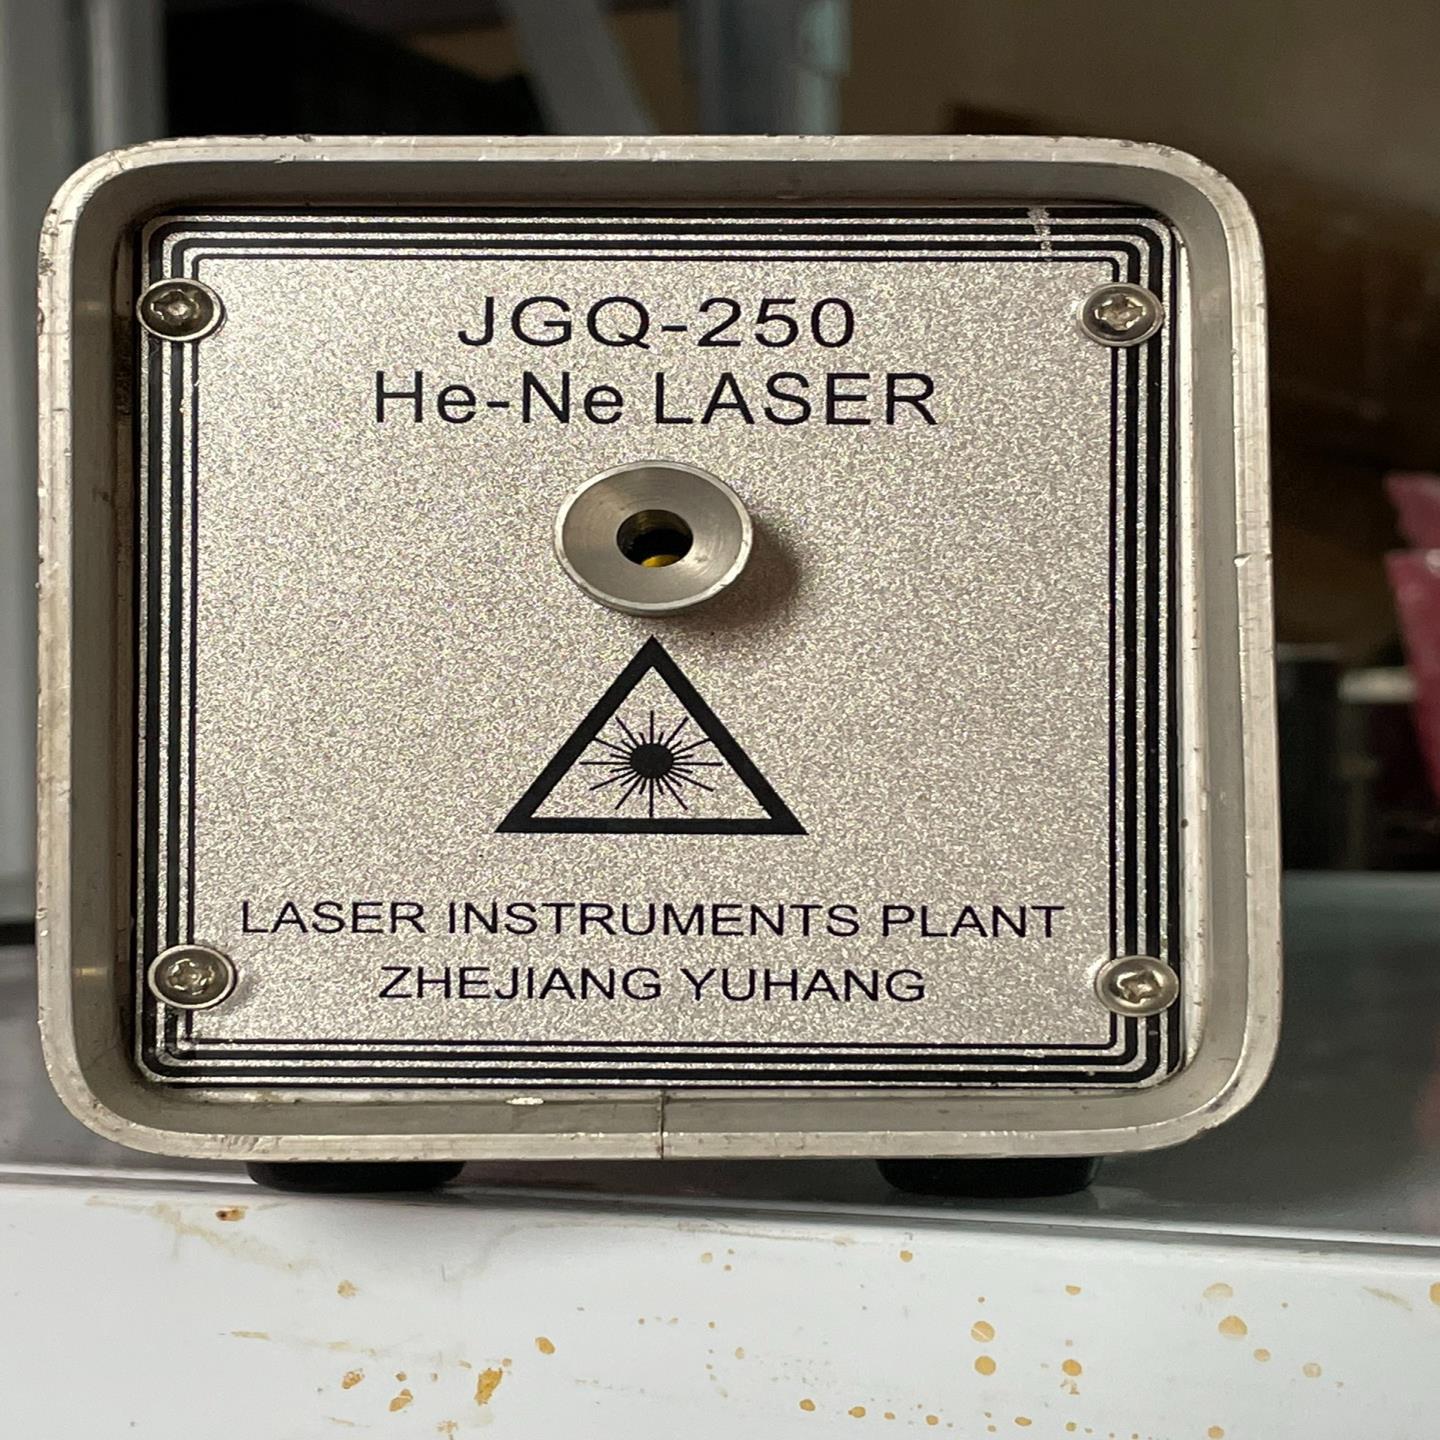 JGQ-250
He-Ne LASER
LASER INSTRUMENTS PLANT
ZHEJIANG YUHANG